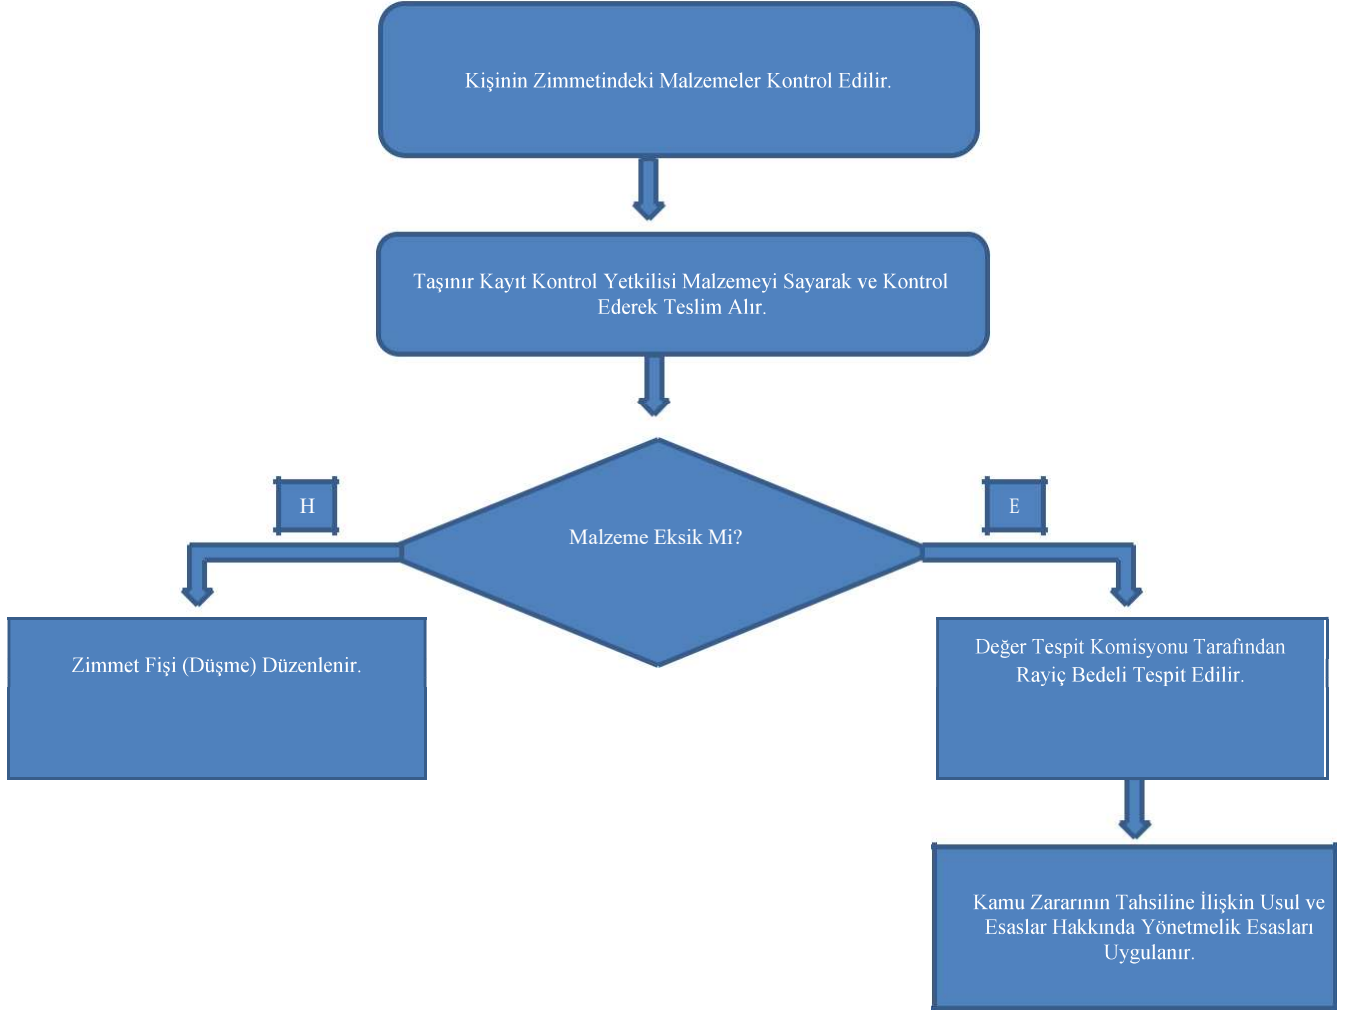 Kişinin Zimmetindeki Malzemeler Kontrol Edilir.
Taşınır Kayıt Kontrol Yetkilisi Malzemeyi Sayarak ve Kontrol
Ederek Teslim Alır.
H
E
Malzeme Eksik Mi?
Zimmet Fişi (Düşme) Düzenlenir.
Değer Tespit Komisyonu Tarafından
Rayiç Bedeli Tespit Edilir.
Kamu Zararının Tahsiline İlişkin Usul ve
Esaslar Hakkında Yönetmelik Esasları
Uygulanır.